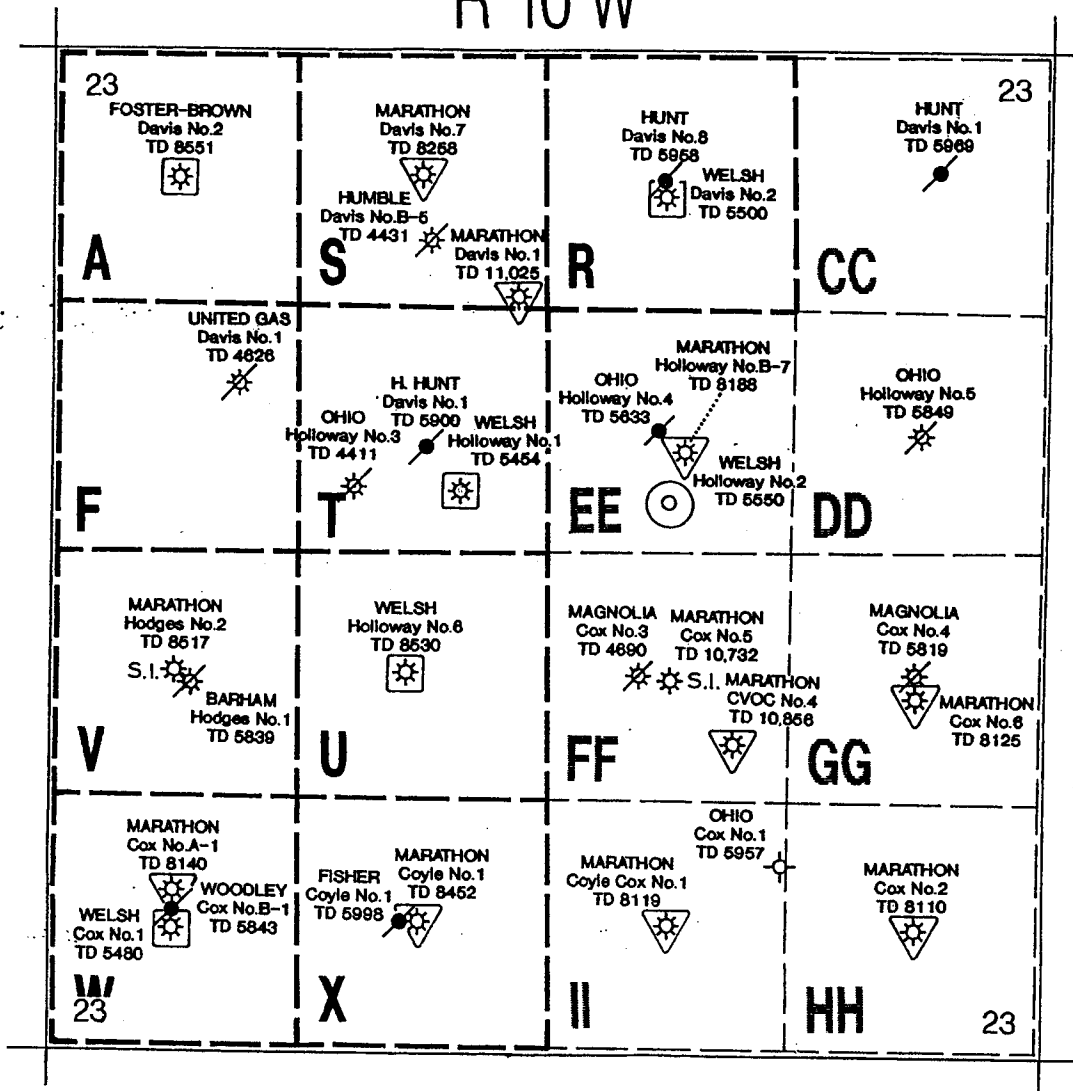 R 10 W
23
FOSTER-BROWN
Davis No.2
TD 8551
A
MARATHON
Davis No.7
TD 8258
HUMBLE
Davis No.B-5
TD 4431
MARATHON
Davis No.1
TD 11,025
S
HUNT
Davis No.8
TD 5958
WELSH
Davis No.2
TD 5500
R
23
HUNT
Davis No.1
TD 5969
CC
UNITED GAS
Davis No.1
TD 4626
F
H. HUNT
Davis No.1
TD 5900
OHIO
Holloway No.3
TD 4411
WELSH
Holloway No.1
TD 5454
T
MARATHON
Holloway No.B-7
TD 8188
OHIO
Holloway No.4
TD 5633
WELSH
Holloway No.2
TD 5550
EE
OHIO
Holloway No.5
TD 5849
DD
MARATHON
Hodges No.2
TD 8517
S.I.
BARHAM
Hodges No.1
TD 5839
V
WELSH
Holloway No.6
TD 8530
U
MAGNOLIA
Cox No.3
TD 4690
MARATHON
Cox No.5
TD 10,732
S.I.
MARATHON
CVOC No.4
TD 10,856
FF
MAGNOLIA
Cox No.4
TD 5819
MARATHON
Cox No.6
TD 8125
GG
MARATHON
Cox No.A-1
TD 8140
WOODLEY
Cox No.B-1
TD 5843
WELSH
Cox No.1
TD 5480
W
23
FISHER
Coyle No.1
TD 5998
MARATHON
Coyle No.1
TD 8452
X
OHIO
Cox No.1
TD 5957
MARATHON
Coyle Cox No.1
TD 8119
II
MARATHON
Cox No.2
TD 8110
HH
23